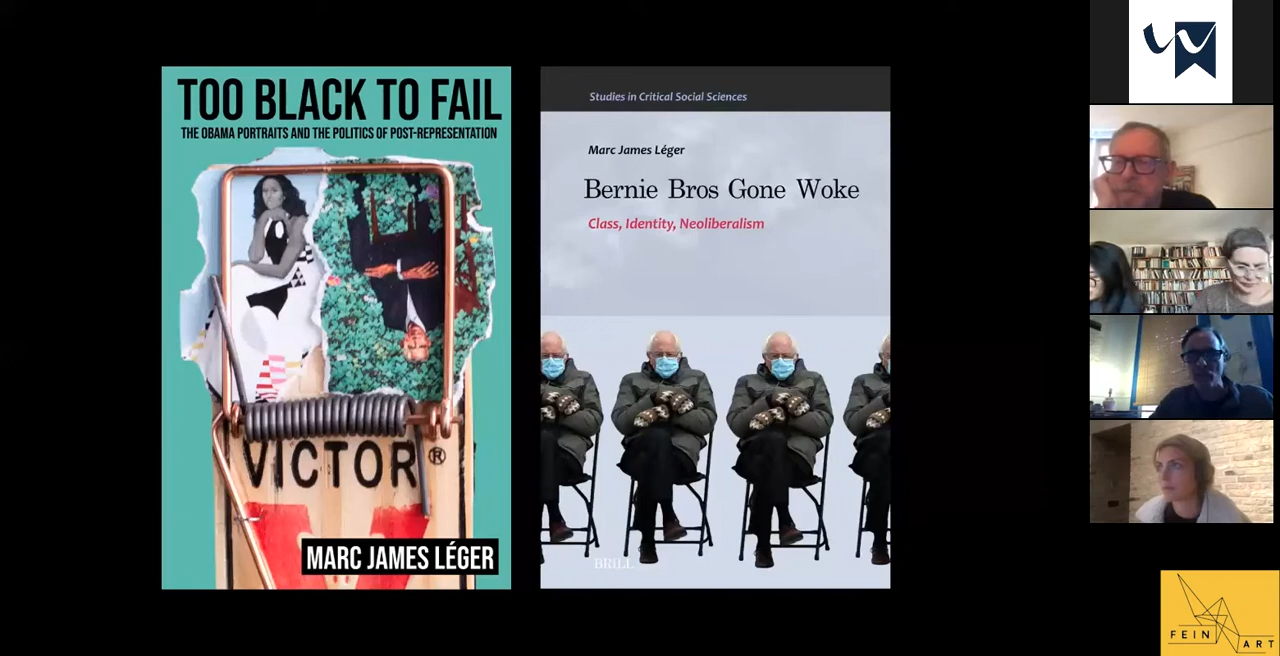 TOO BLACK TO FAIL
THE OBAMA PORTRAITS AND THE POLITICS OF POST-REPRESENTATION
VICTOR®
MARC JAMES LÉGER
Studies in Critical Social Sciences
Marc James Léger
Bernie Bros Gone Woke
Class, Identity, Neoliberalism
BRILL
FEIN
ART